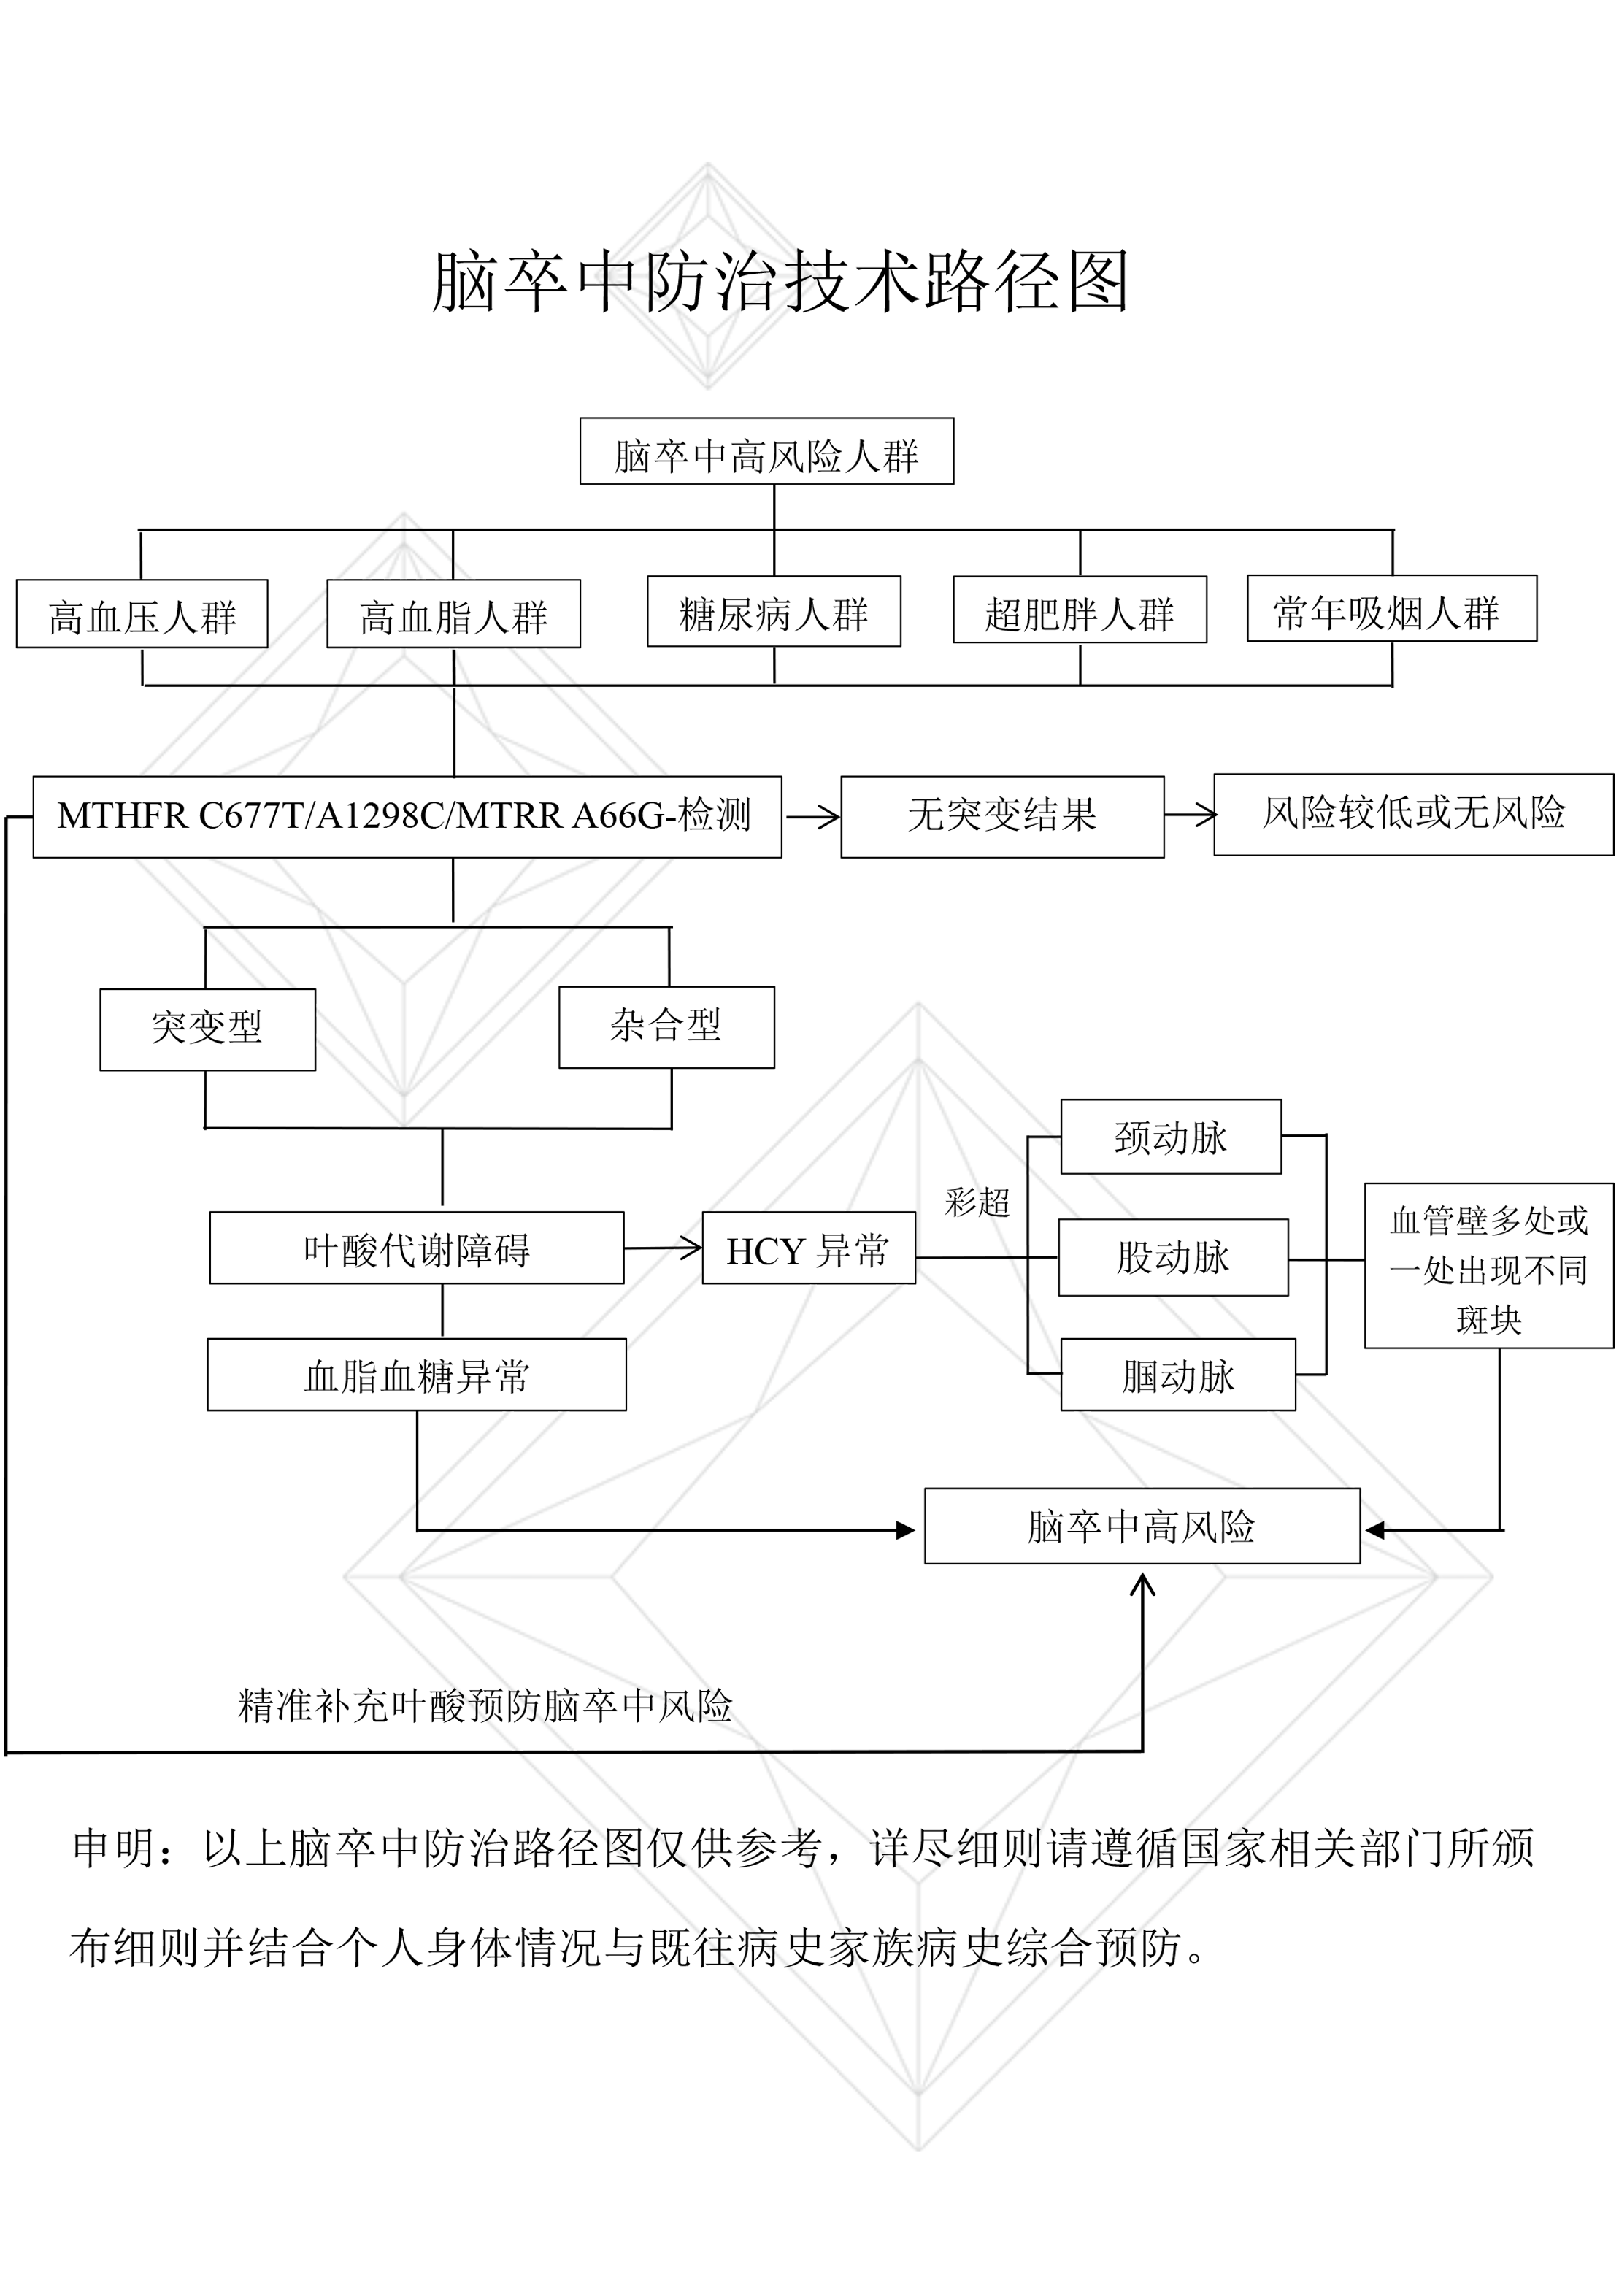 脑卒中防治技术路径图
脑卒中高风险人群
高血压人群
高血脂人群
糖尿病人群
超肥胖人群
常年吸烟人群
MTHFR C677T/A1298C/MTRR A66G-检测
无突变结果
风险较低或无风险
突变型
杂合型
颈动脉
彩超
血管壁多处或
一处出现不同
斑块
叶酸代谢障碍
HCY 异常
股动脉
血脂血糖异常
腘动脉
脑卒中高风险
精准补充叶酸预防脑卒中风险
申明：以上脑卒中防治路径图仅供参考，详尽细则请遵循国家相关部门所颁
布细则并结合个人身体情况与既往病史家族病史综合预防。